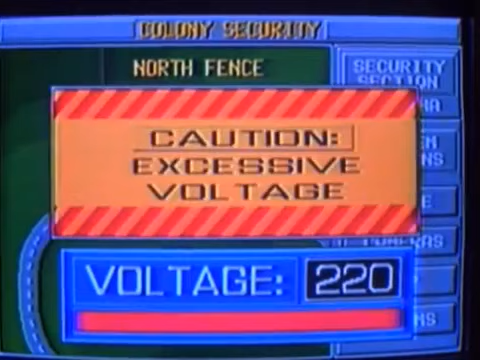 COLONY SECURITY
NORTH FENCE
SECURITY
SECTION
CAUTION:
EXCESSIVE
VOLTAGE
VOLTAGE: 220